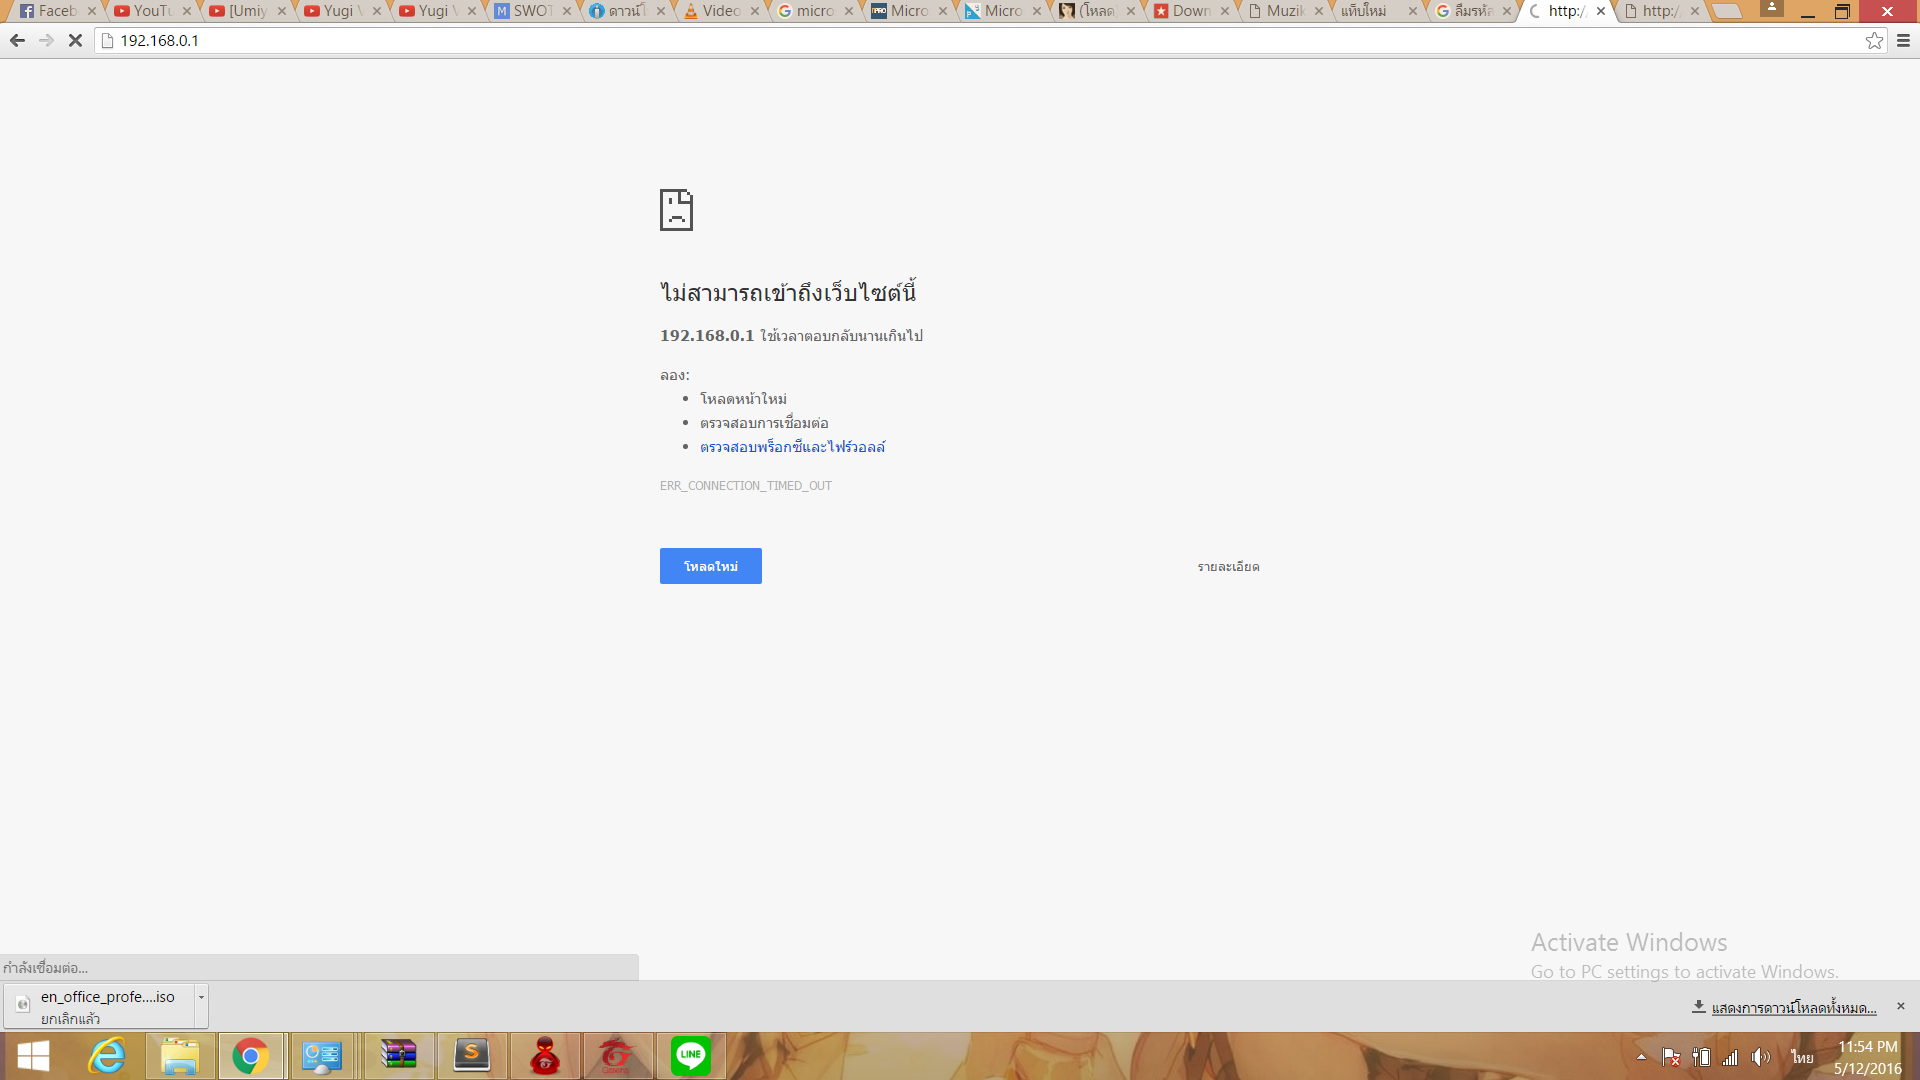 Faceb
YouTu
[Umiy
Yugi V
Yugi V
SWOT
ดาวน์โ
Video
micro
Micro
Micro
(โหลด
Down
Muzik
แท็บใหม่
ลืมรหัส
http:/
http:/
192.168.0.1
ไม่สามารถเข้าถึงเว็บไซต์นี้
192.168.0.1 ใช้เวลาตอบกลับนานเกินไป
ลอง:
โหลดหน้าใหม่
ตรวจสอบการเชื่อมต่อ
ตรวจสอบพร็อกซีและไฟร์วอลล์
ERR_CONNECTION_TIMED_OUT
โหลดใหม่
รายละเอียด
Activate Windows
Go to PC settings to activate Windows.
กำลังเชื่อมต่อ...
en_office_profe....iso
ยกเลิกแล้ว
แสดงการดาวน์โหลดทั้งหมด...
LINE
ไทย
11:54 PM
5/12/2016